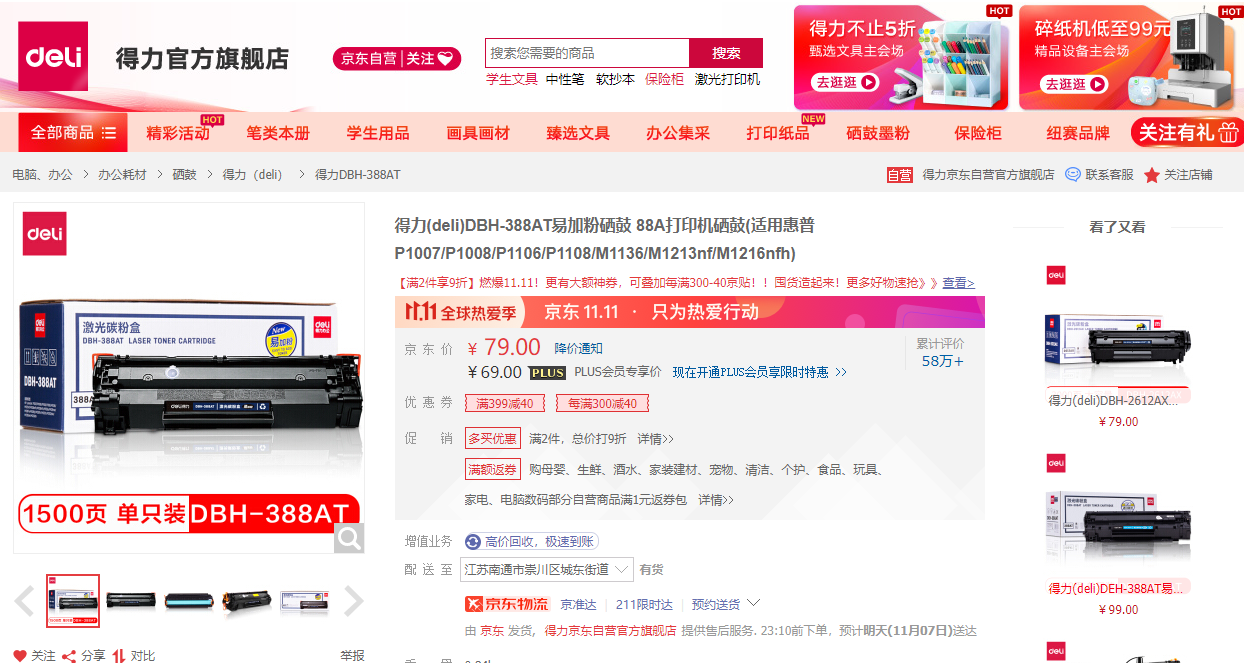 deli
得力官方旗舰店
京东自营 关注
搜索您需要的商品
搜索
学生文具 中性笔 软抄本 保险柜 激光打印机
得力不止5折
甄选文具主会场
去逛逛
HOT
碎纸机低至99元
精品设备主会场
去逛逛
HOT
全部商品
精彩活动
HOT
笔类本册
学生用品
画具画材
臻选文具
办公集采
打印纸品
NEW
硒鼓墨粉
保险柜
纽赛品牌
关注有礼
电脑、办公 > 办公耗材 > 硒鼓 > 得力（deli） > 得力DBH-388AT
自营 得力京东自营官方旗舰店 联系客服 关注店铺
deli
激光碳粉盒
DBH-388AT LASER TONER CARTRIDGE
New
易加粉
DBH-388AT
388A
1500页 单只装 DBH-388AT
关注 分享 对比
举报
得力(deli)DBH-388AT易加粉硒鼓 88A打印机硒鼓(适用惠普
P1007/P1008/P1106/P1108/M1136/M1213nf/M1216nfh)
【满2件享9折】燃爆11.11！更有大额神券，可叠加每满300-40京贴！！囤货造起来！更多好物速抢》》查看>
11.11 全球热爱季 京东 11.11 · 只为热爱行动
京东价 ￥79.00 降价通知
￥69.00 PLUS PLUS会员专享价 现在开通PLUS会员享限时特惠 >>
累计评价
58万+
优惠券 满399减40 每满300减40
促销 多买优惠 满2件，总价打9折 详情>>
满额返券 购母婴、生鲜、酒水、家装建材、宠物、清洁、个护、食品、玩具、
家电、电脑数码部分自营商品满1元返券包 详情>>
增值业务 高价回收，极速到账
配送至 江苏南通市崇川区城东街道 有货
京东物流 京准达 211限时达 预约送货
由 京东 发货, 得力京东自营官方旗舰店 提供售后服务. 23:10前下单，预计明天(11月07日)送达
看了又看
deli
得力(deli)DBH-2612AX...
￥79.00
deli
得力(deli)DEH-388AT易...
￥99.00
deli